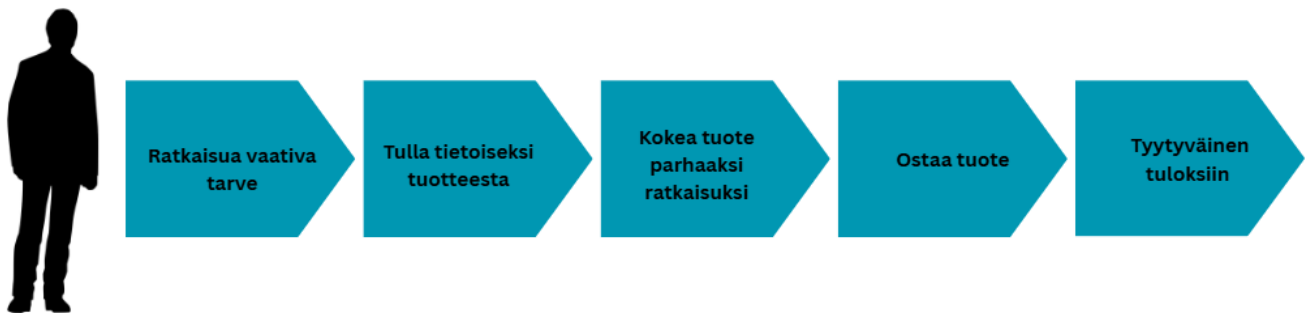 Ratkaisua vaativa
tarve
Tulla tietoiseksi
tuotteesta
Kokea tuote
parhaaksi
ratkaisuksi
Ostaa tuote
Tyytyväinen
tuloksiin